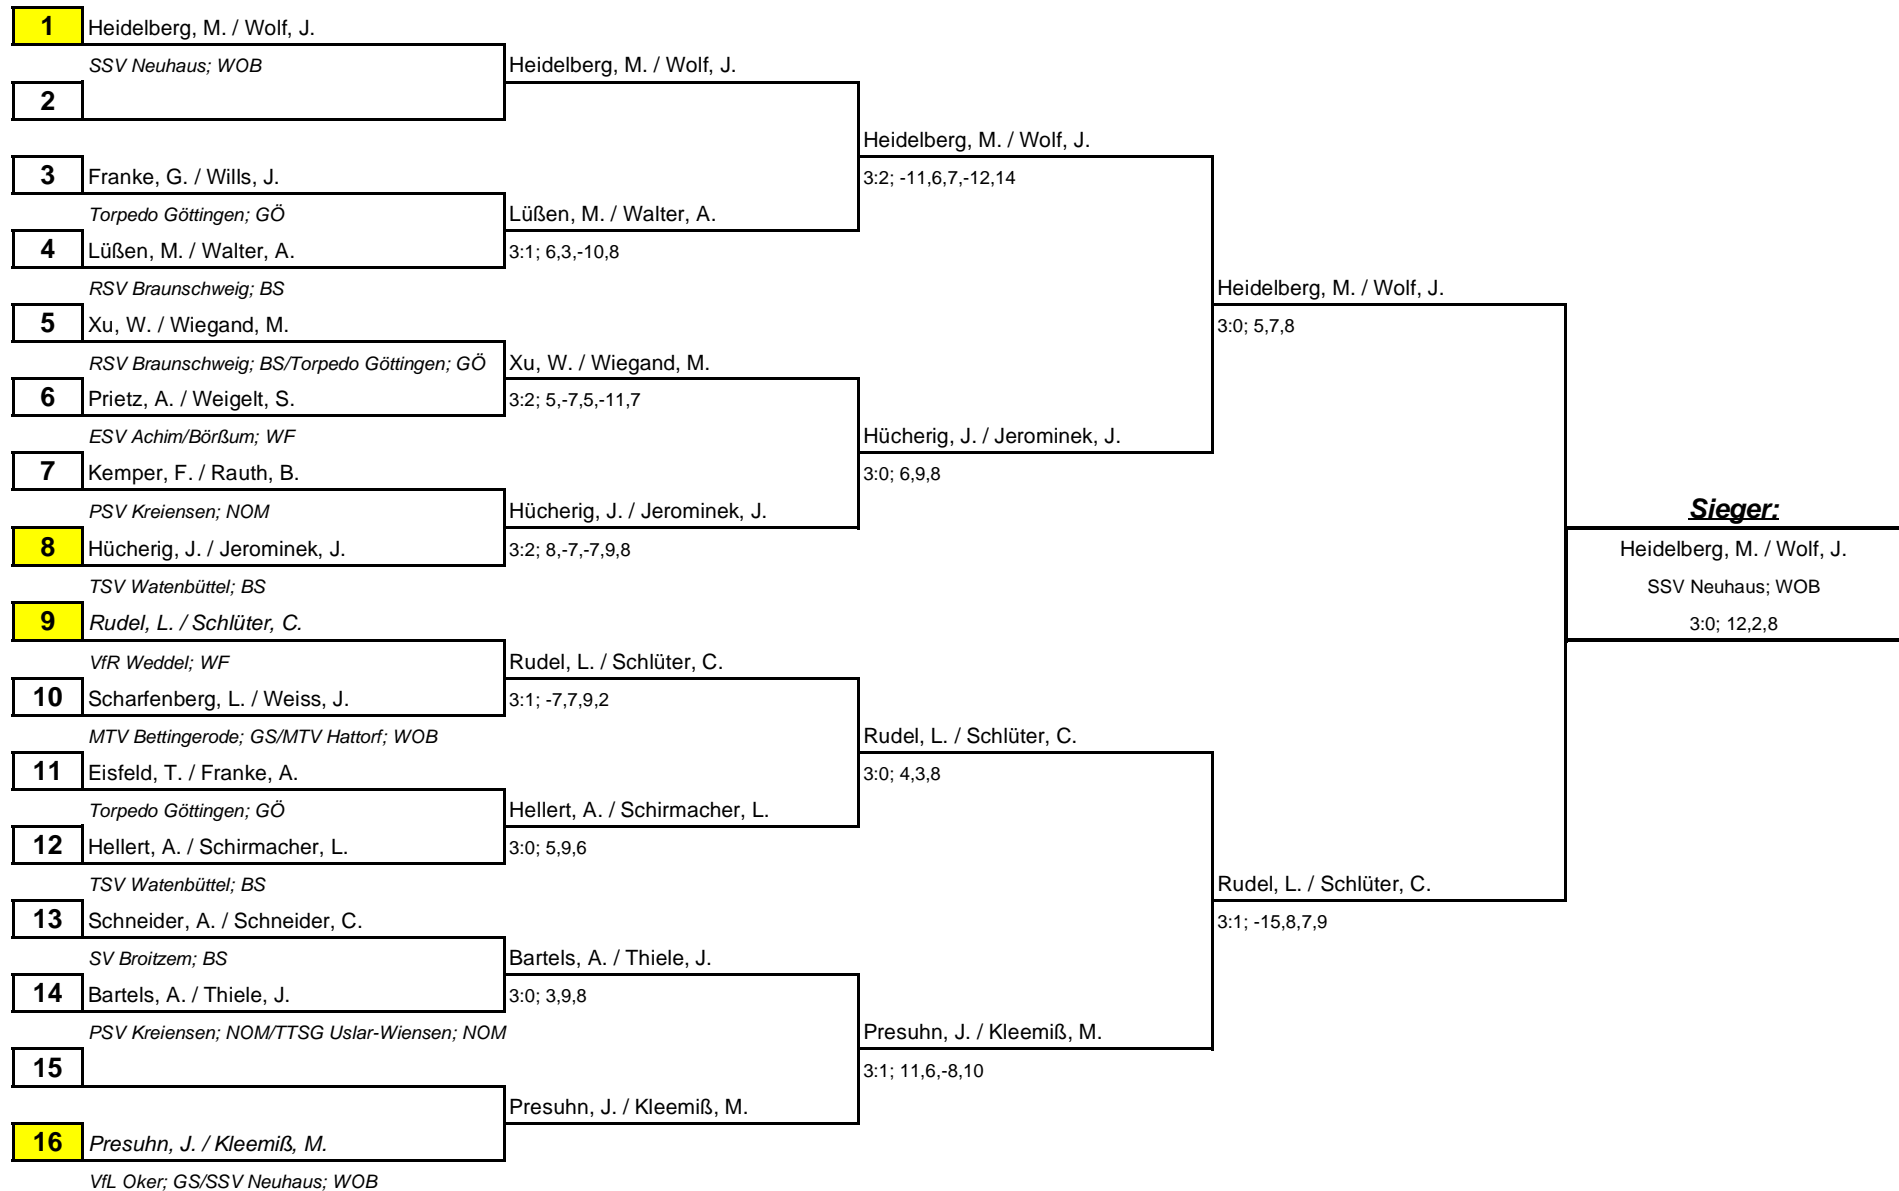 1 Heidelberg, M. / Wolf, J.
SSV Neuhaus; WOB
Heidelberg, M. / Wolf, J.
2
Heidelberg, M. / Wolf, J.
3 Franke, G. / Wills, J.
3:2; -11,6,7,-12,14
Torpedo Göttingen; GÖ
Lüßen, M. / Walter, A.
4 Lüßen, M. / Walter, A.
3:1; 6,3,-10,8
RSV Braunschweig; BS
Heidelberg, M. / Wolf, J.
5 Xu, W. / Wiegand, M.
3:0; 5,7,8
RSV Braunschweig; BS/Torpedo Göttingen; GÖ
Xu, W. / Wiegand, M.
6 Prietz, A. / Weigelt, S.
3:2; 5,-7,5,-11,7
ESV Achim/Börßum; WF
Hücherig, J. / Jerominek, J.
7 Kemper, F. / Rauth, B.
3:0; 6,9,8
PSV Kreiensen; NOM
Hücherig, J. / Jerominek, J.
Sieger:
8 Hücherig, J. / Jerominek, J.
3:2; 8,-7,-7,9,8
Heidelberg, M. / Wolf, J.
TSV Watenbüttel; BS
SSV Neuhaus; WOB
9 Rudel, L. / Schlüter, C.
3:0; 12,2,8
VfR Weddel; WF
Rudel, L. / Schlüter, C.
10 Scharfenberg, L. / Weiss, J.
3:1; -7,7,9,2
MTV Bettingerode; GS/MTV Hattorf; WOB
Rudel, L. / Schlüter, C.
11 Eisfeld, T. / Franke, A.
3:0; 4,3,8
Torpedo Göttingen; GÖ
Hellert, A. / Schirmacher, L.
12 Hellert, A. / Schirmacher, L.
3:0; 5,9,6
TSV Watenbüttel; BS
Rudel, L. / Schlüter, C.
13 Schneider, A. / Schneider, C.
3:1; -15,8,7,9
SV Broitzem; BS
Bartels, A. / Thiele, J.
14 Bartels, A. / Thiele, J.
3:0; 3,9,8
PSV Kreiensen; NOM/TTSG Uslar-Wiensen; NOM
Presuhn, J. / Kleemiß, M.
15
3:1; 11,6,-8,10
Presuhn, J. / Kleemiß, M.
16 Presuhn, J. / Kleemiß, M.
VfL Oker; GS/SSV Neuhaus; WOB